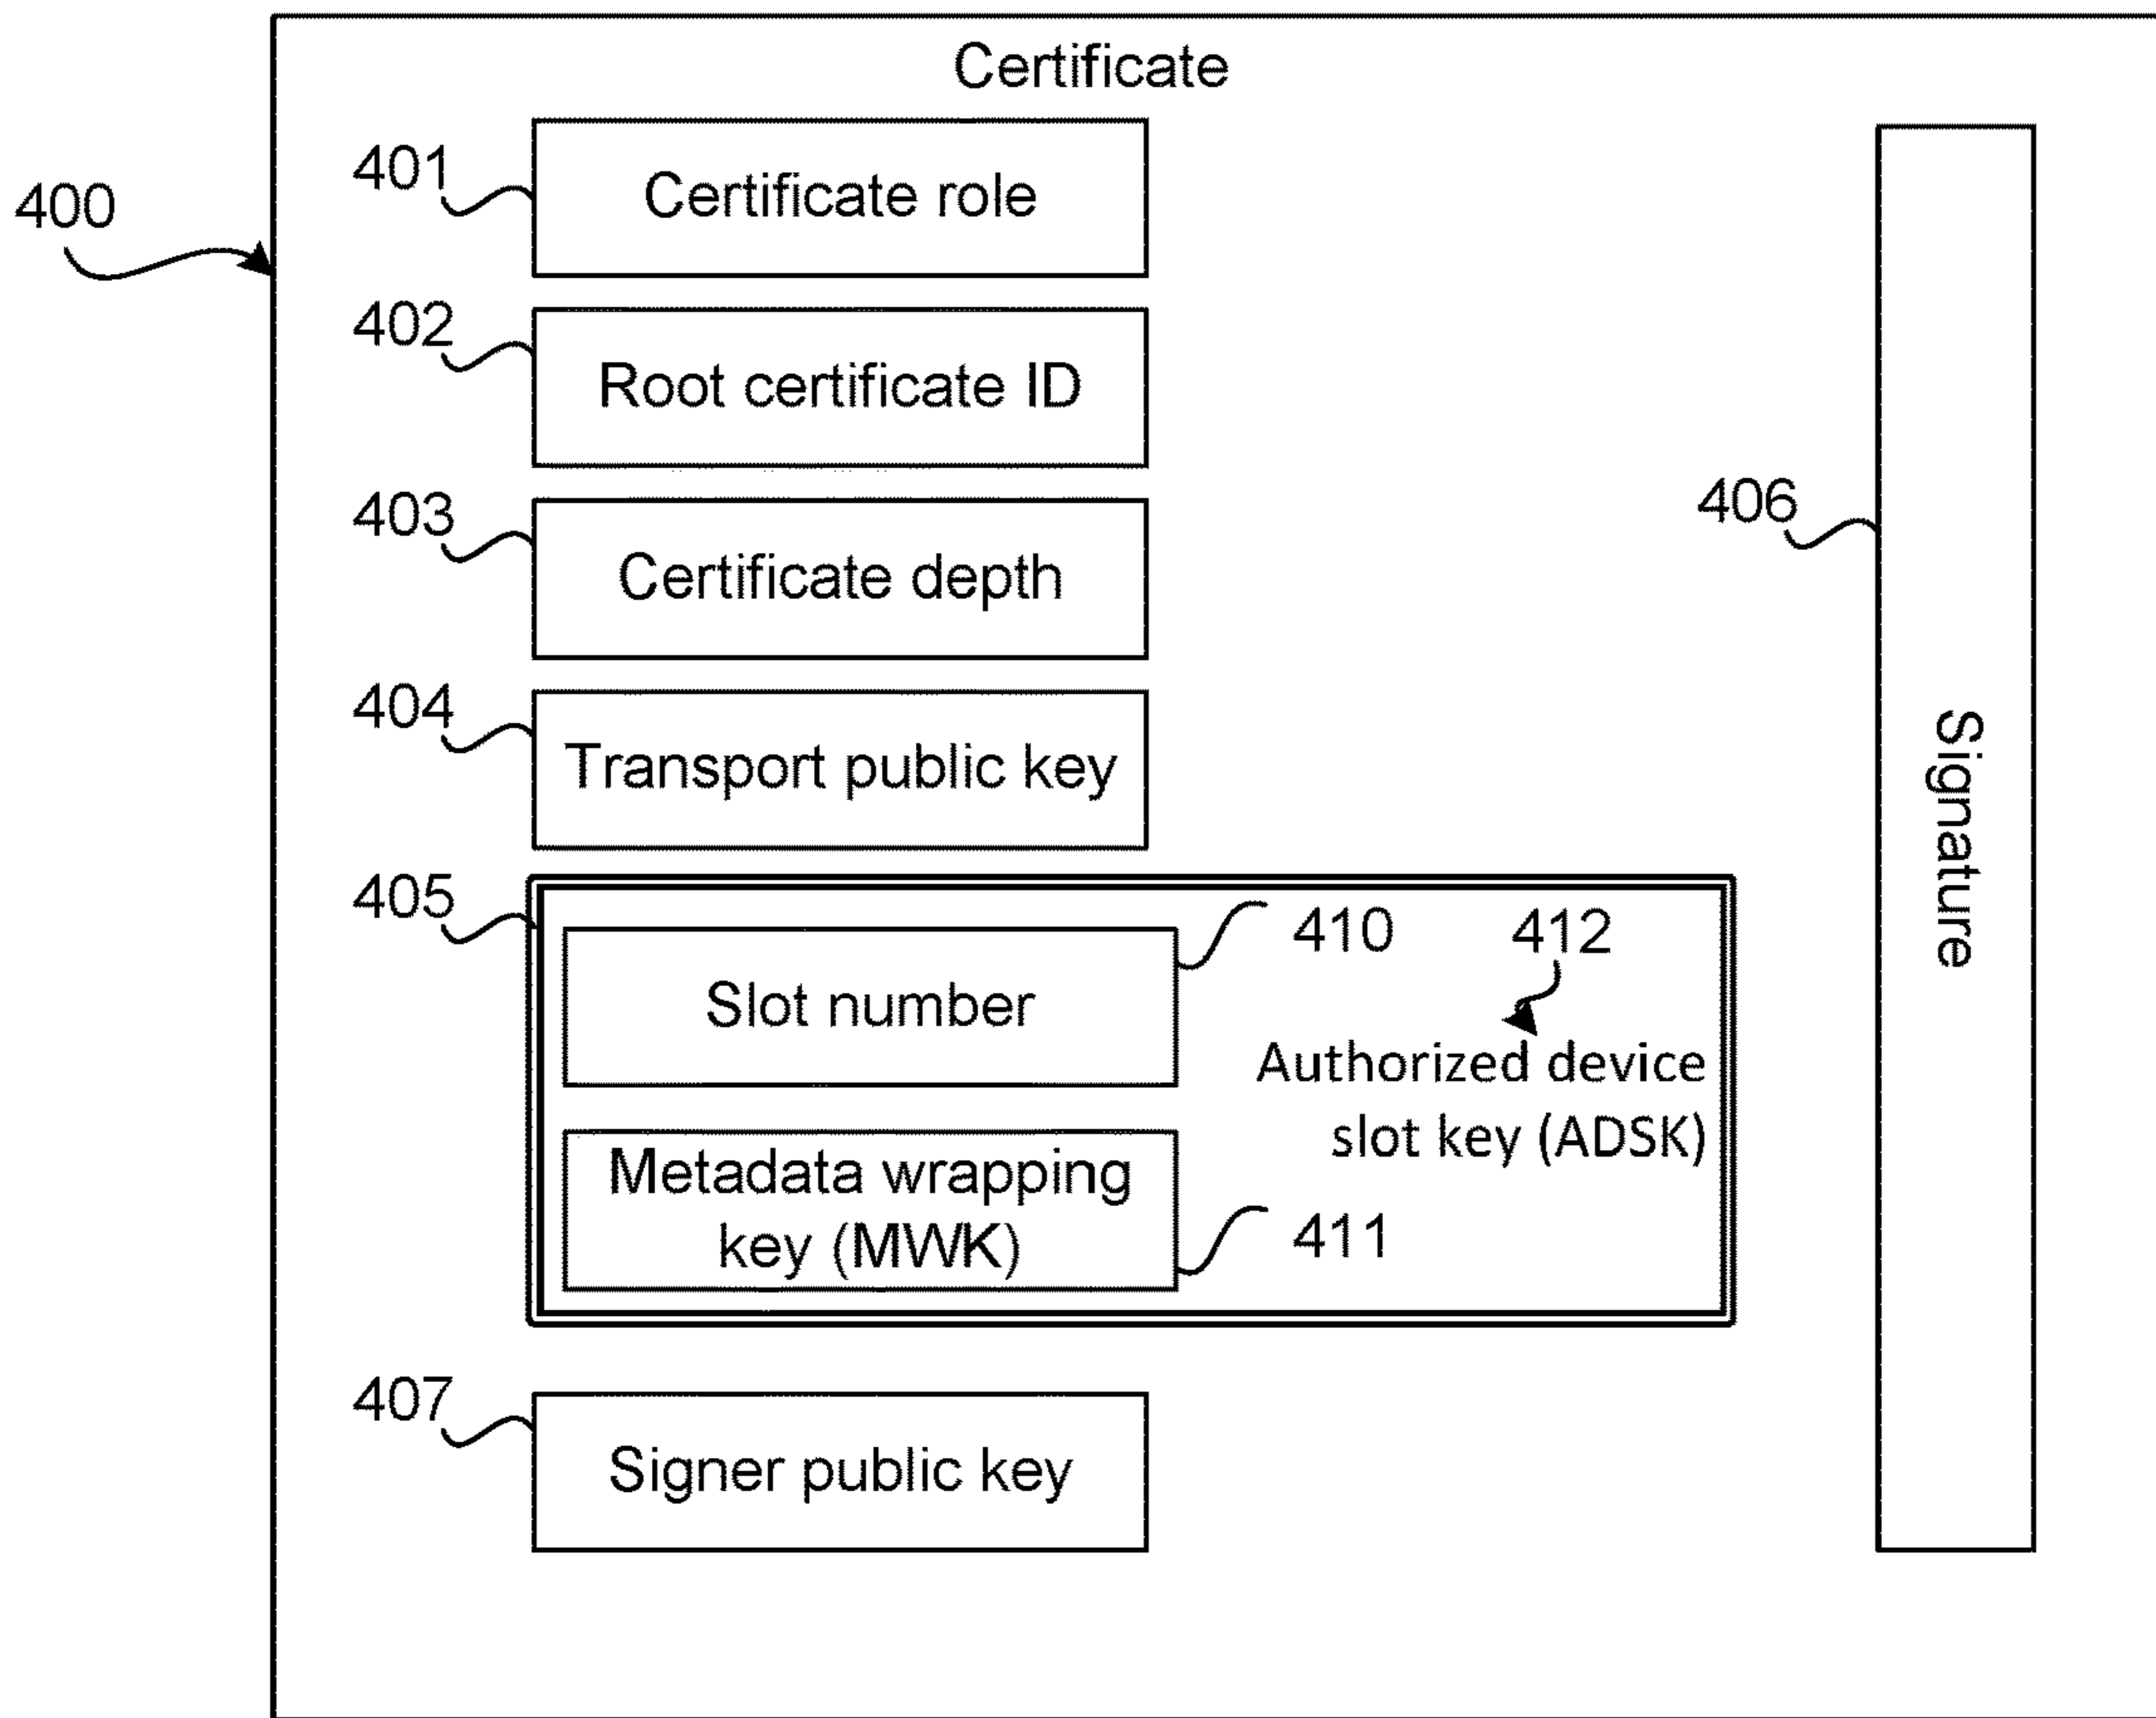 Certificate
400
401
Certificate role
402
Root certificate ID
403
Certificate depth
404
Transport public key
405
Slot number
410
412
Authorized device
slot key (ADSK)
Metadata wrapping
key (MWK)
411
407
Signer public key
406
Signature